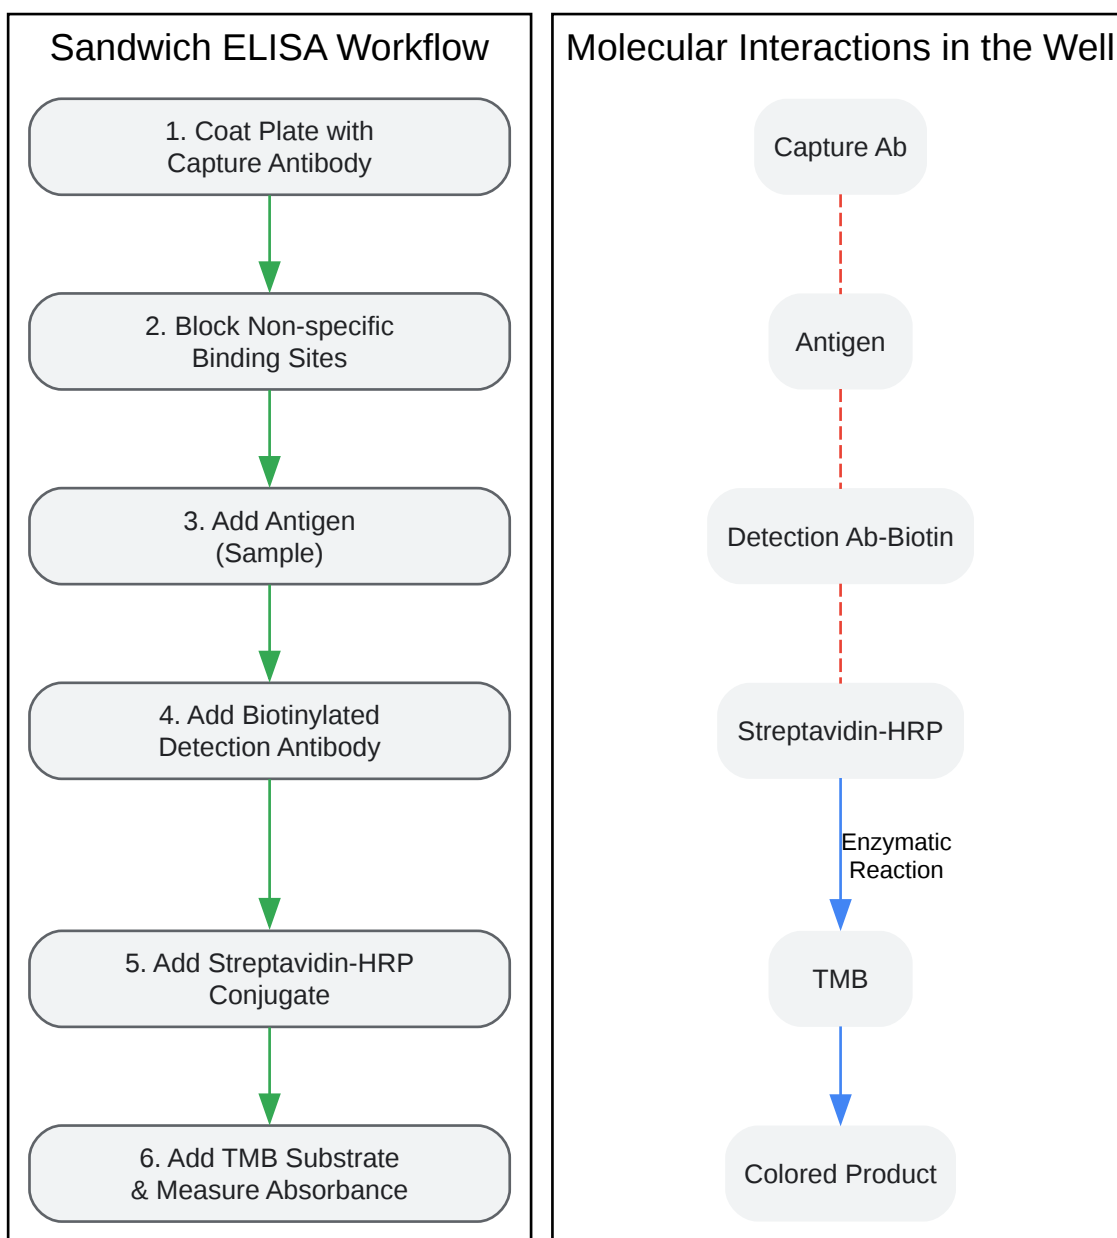 Sandwich ELISA Workflow
1. Coat Plate with
Capture Antibody
2. Block Non-specific
Binding Sites
3. Add Antigen
(Sample)
4. Add Biotinylated
Detection Antibody
5. Add Streptavidin-HRP
Conjugate
6. Add TMB Substrate
& Measure Absorbance
Molecular Interactions in the Well
Capture Ab
Antigen
Detection Ab-Biotin
Streptavidin-HRP
Enzymatic
Reaction
TMB
Colored Product